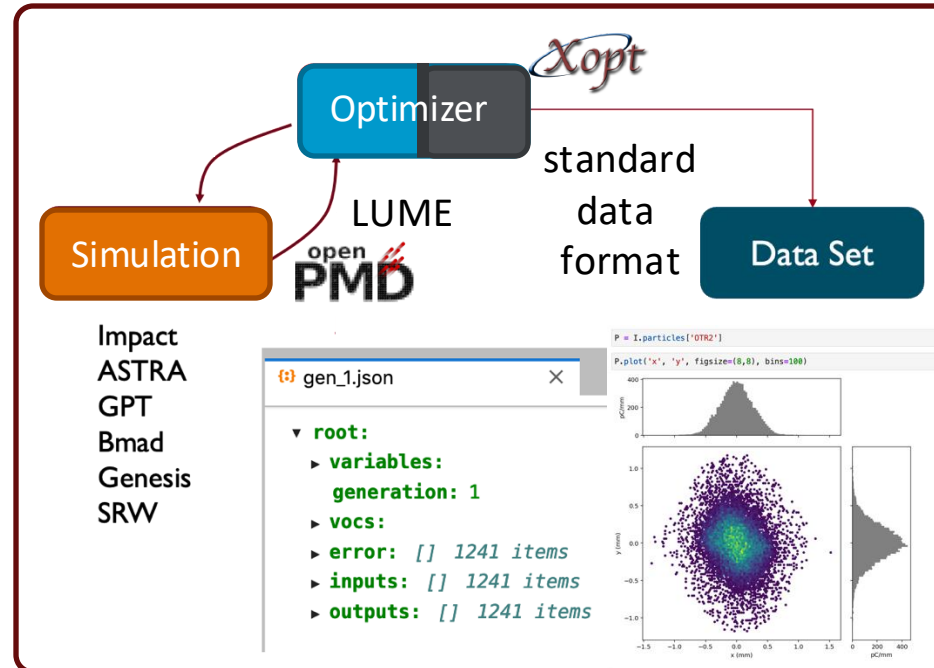 Xopt
Optimizer
standard
data
format
LUME
open
PMD
Simulation
Data Set
Impact
ASTRA
GPT
Bmad
Genesis
SRW
{:} gen_1.json ×
▼ root:
▶ variables:
generation: 1
▶ vocs:
▶ error: [] 1241 items
▶ inputs: [] 1241 items
▶ outputs: [] 1241 items
P = I.particles['OTR2']
P.plot('x', 'y', figsize=(8,8), bins=100)
400
200
0
pC/mm
1.0
0.5
0.0
−0.5
−1.0
y (mm)
−1.5 −1.0 −0.5 0.0 0.5 1.0 1.5
x (mm)
0 200 400
pC/mm